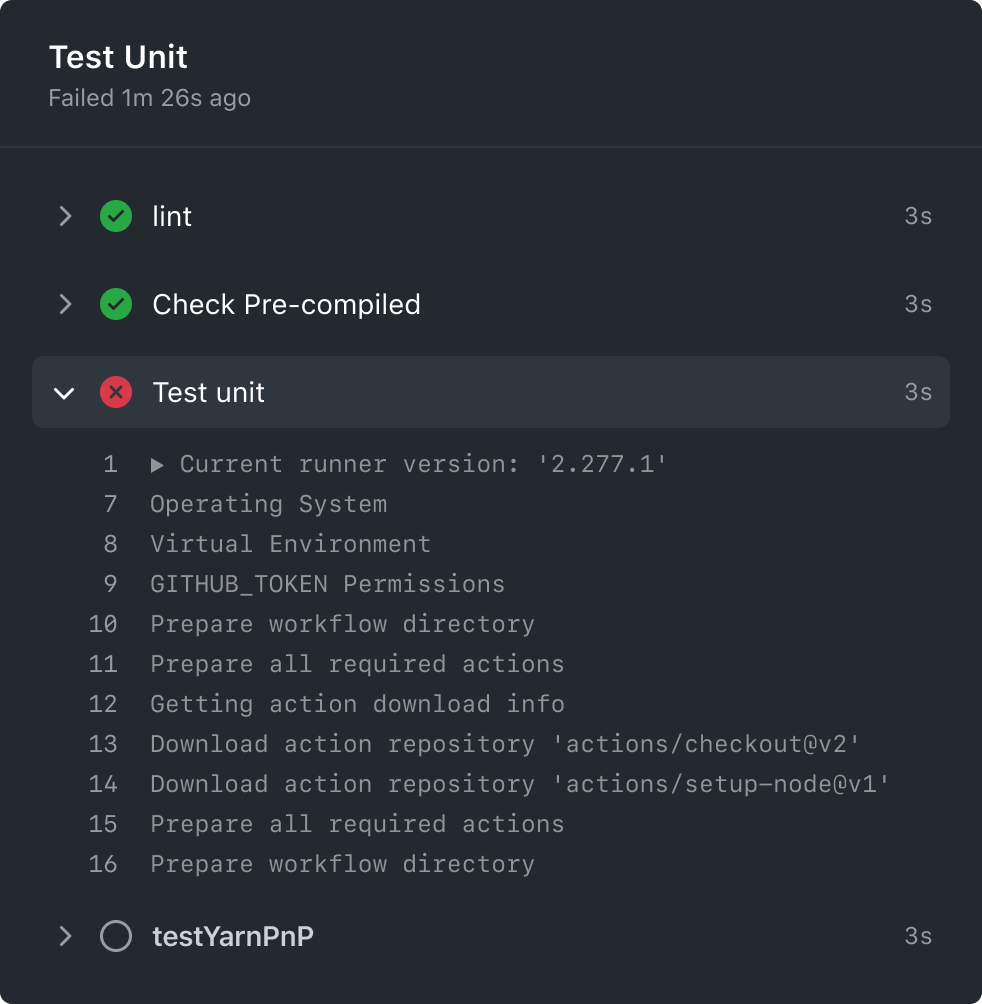 Test Unit
Failed 1m 26s ago
lint 3s
Check Pre-compiled 3s
Test unit 3s
1 ▶ Current runner version: '2.277.1'
7 Operating System
8 Virtual Environment
9 GITHUB_TOKEN Permissions
10 Prepare workflow directory
11 Prepare all required actions
12 Getting action download info
13 Download action repository 'actions/checkout@v2'
14 Download action repository 'actions/setup-node@v1'
15 Prepare all required actions
16 Prepare workflow directory
testYarnPnP 3s